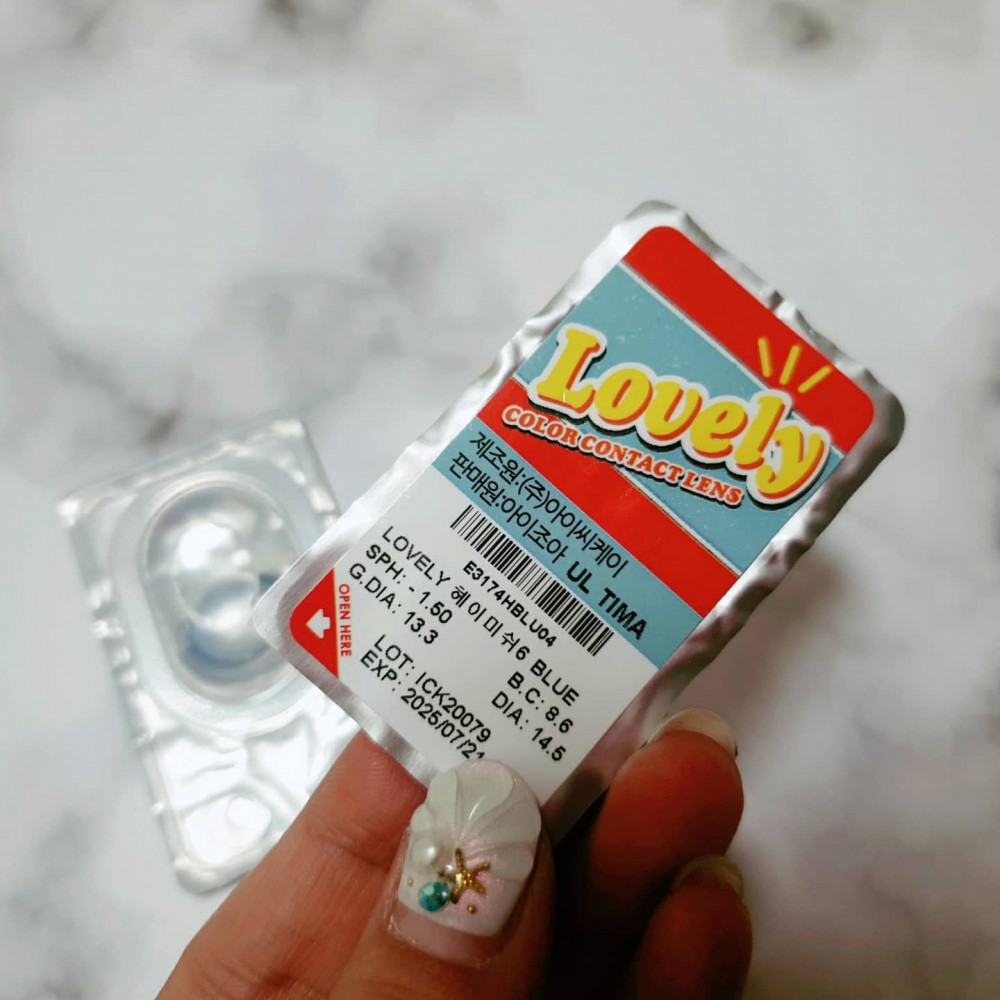 Lovely
COLOR CONTACT LENS
제조원:(주)아이씨케이
판매원:아이조아 UL TIMA
E3174HBLU04
LOVELY 헤이미쉬6 BLUE
SPH: - 1.50 B.C: 8.6
G.DIA: 13.3 DIA: 14.5
LOT: ICK20079
EXP: 2025/07/21
OPEN HERE